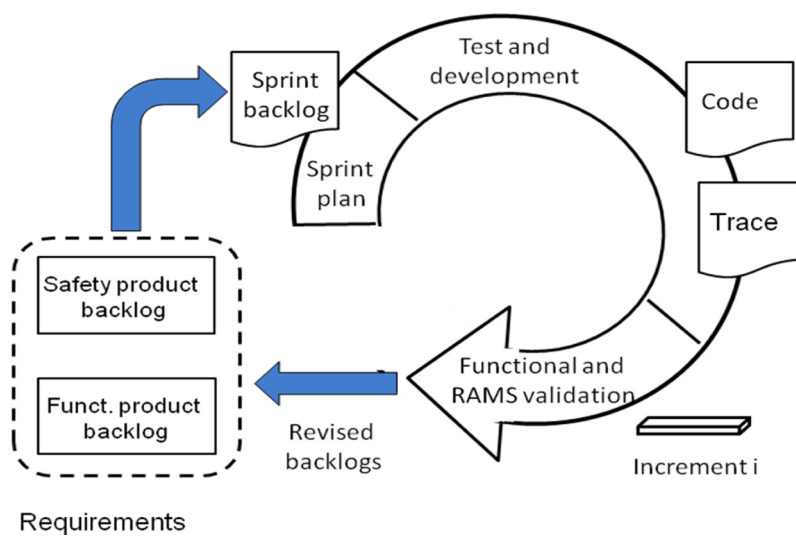 Test and
development
Sprint
backlog
Code
Sprint
plan
Trace
Safety product
backlog
Functional and
RAMS validation
Funct. product
backlog
Revised
backlogs
Increment i
Requirements